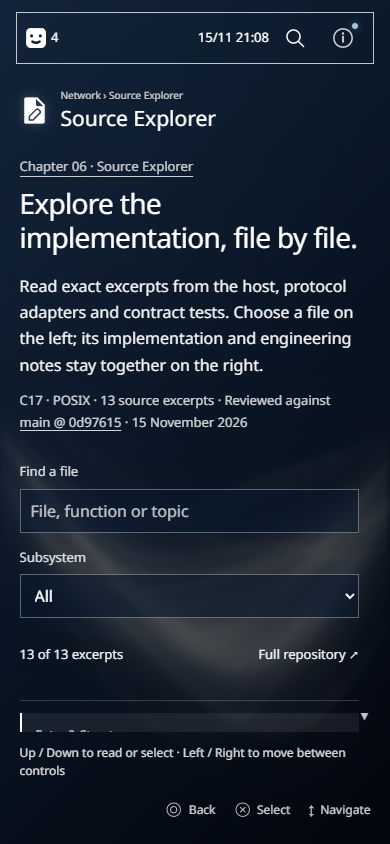 4
15/11 21:08
Network › Source Explorer
Source Explorer
Chapter 06 · Source Explorer
Explore the
implementation, file by file.
Read exact excerpts from the host, protocol
adapters and contract tests. Choose a file on
the left; its implementation and engineering
notes stay together on the right.
C17 · POSIX · 13 source excerpts · Reviewed against
main @ 0d97615 · 15 November 2026
Find a file
File, function or topic
Subsystem
All
13 of 13 excerpts
Full repository ↗
Up / Down to read or select · Left / Right to move between
controls
Back
Select
Navigate